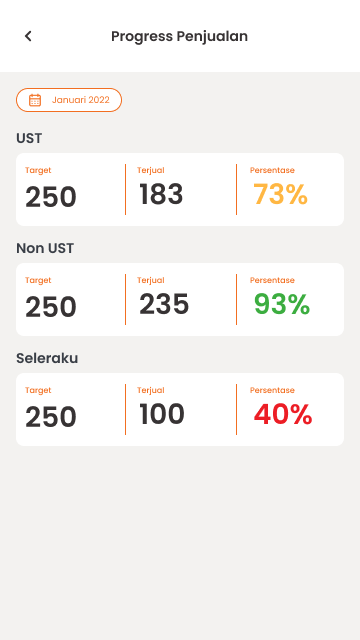 Progress Penjualan
Januari 2022
UST
Target Terjual Persentase
250 183 73%
Non UST
Target Terjual Persentase
250 235 93%
Seleraku
Target Terjual Persentase
250 100 40%